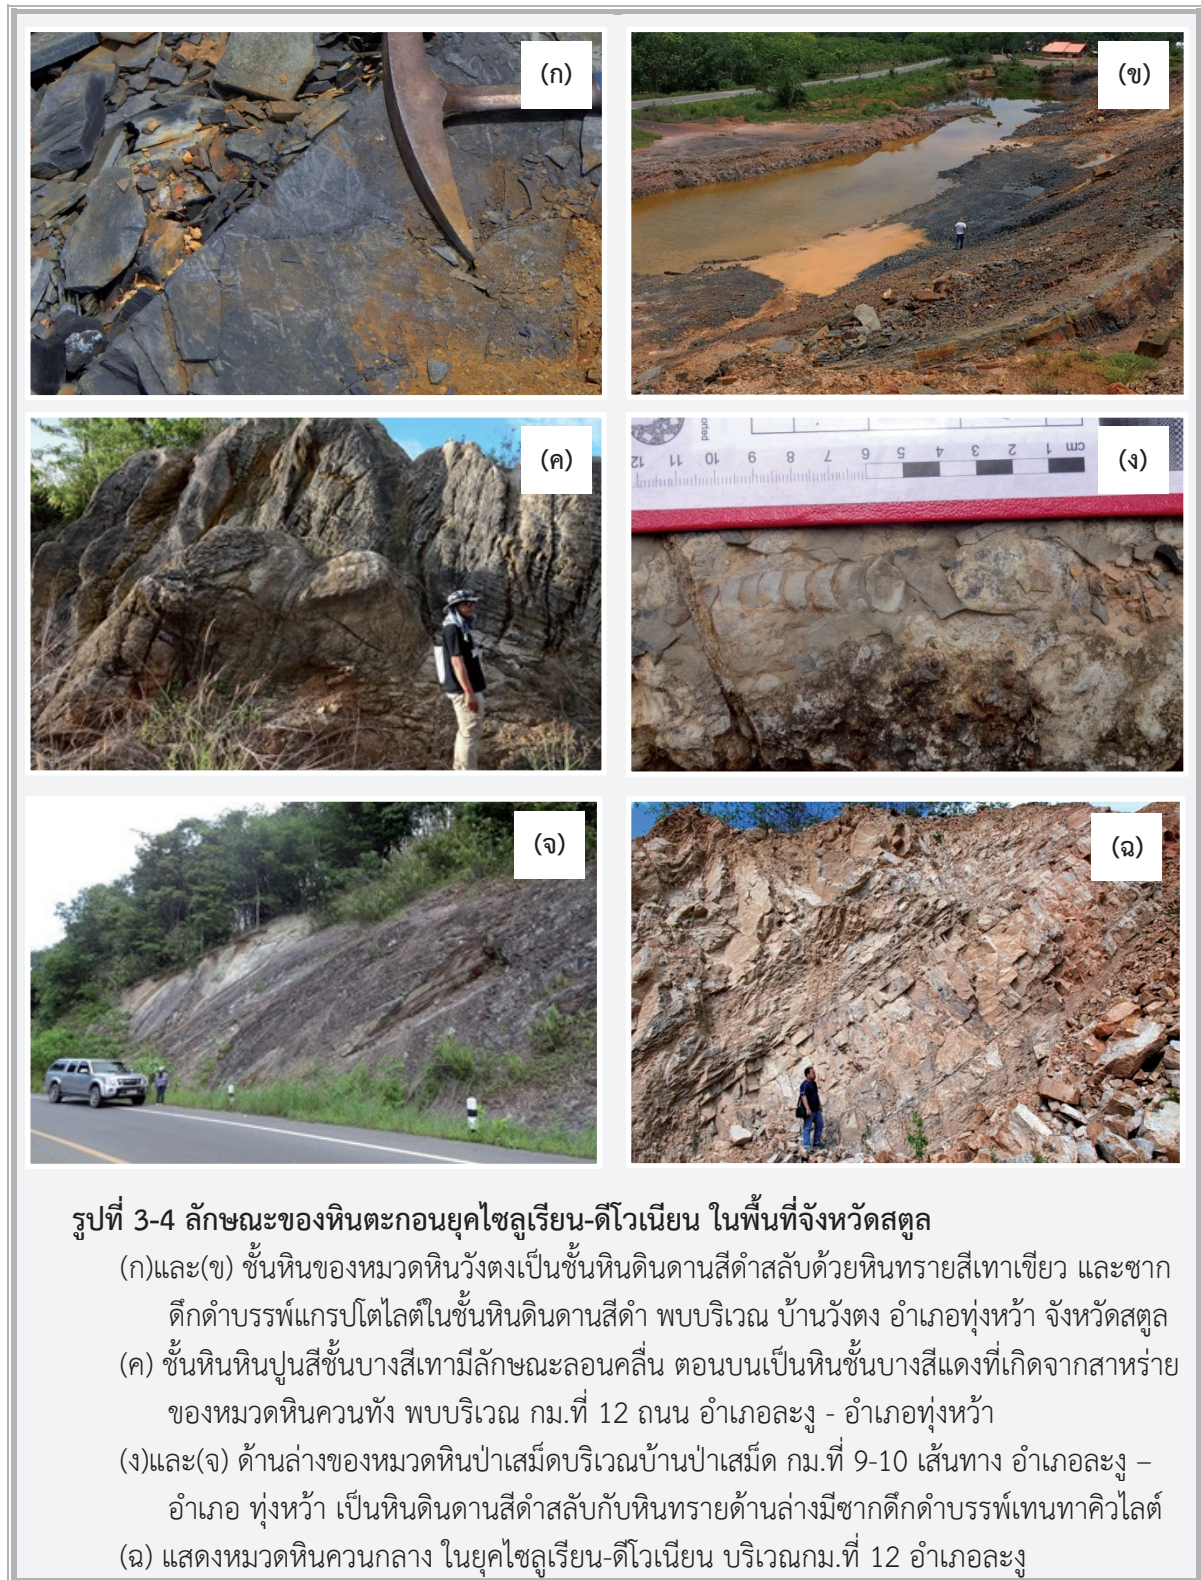 (ก)
(ข)
(ค)
(ง)
cm 1 2 3 4 5 6 7 8 9 10 11 12
(จ)
(ฉ)
รูปที่ 3-4 ลักษณะของหินตะกอนยุคไซลูเรียน-ดีโวเนียน ในพื้นที่จังหวัดสตูล
(ก)และ(ข) ชั้นหินของหมวดหินวังตงเป็นชั้นหินดินดานสีดำสลับด้วยหินทรายสีเทาเขียว และซาก
ดึกดำบรรพ์แกรปโตไลต์ในชั้นหินดินดานสีดำ พบบริเวณ บ้านวังตง อำเภอทุ่งหว้า จังหวัดสตูล
(ค) ชั้นหินหินปูนสีชั้นบางสีเทามีลักษณะลอนคลื่น ตอนบนเป็นหินชั้นบางสีแดงที่เกิดจากสาหร่าย
ของหมวดหินควนทัง พบบริเวณ กม.ที่ 12 ถนน อำเภอละงู - อำเภอทุ่งหว้า
(ง)และ(จ) ด้านล่างของหมวดหินป่าเสม็ดบริเวณบ้านป่าเสม็ด กม.ที่ 9-10 เส้นทาง อำเภอละงู –
อำเภอ ทุ่งหว้า เป็นหินดินดานสีดำสลับกับหินทรายด้านล่างมีซากดึกดำบรรพ์เทนทาคิวไลต์
(ฉ) แสดงหมวดหินควนกลาง ในยุคไซลูเรียน-ดีโวเนียน บริเวณกม.ที่ 12 อำเภอละงู